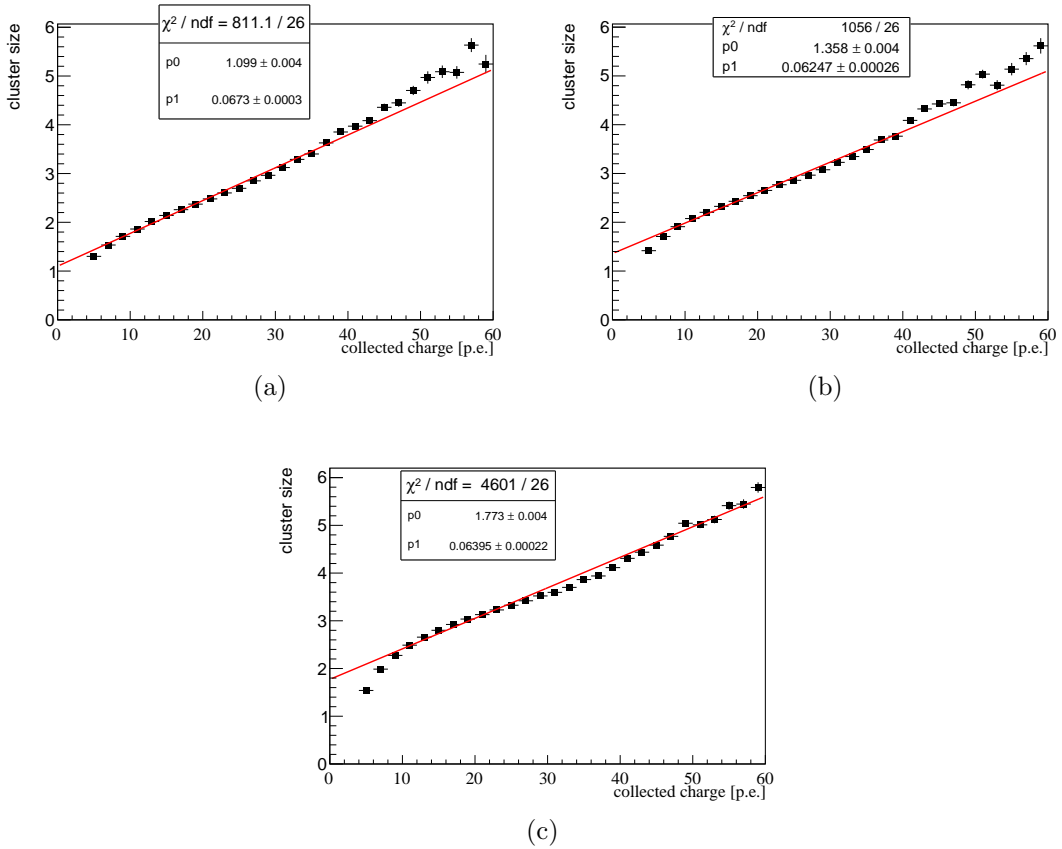 χ² / ndf = 811.1 / 26
p0 1.099 ± 0.004
p1 0.0673 ± 0.0003
cluster size
6
5
4
3
2
1
0
0 10 20 30 40 50 60
collected charge [p.e.]
(a)
χ² / ndf 1056 / 26
p0 1.358 ± 0.004
p1 0.06247 ± 0.00026
cluster size
6
5
4
3
2
1
0
0 10 20 30 40 50 60
collected charge [p.e.]
(b)
χ² / ndf = 4601 / 26
p0 1.773 ± 0.004
p1 0.06395 ± 0.00022
cluster size
6
5
4
3
2
1
0
0 10 20 30 40 50 60
collected charge [p.e.]
(c)